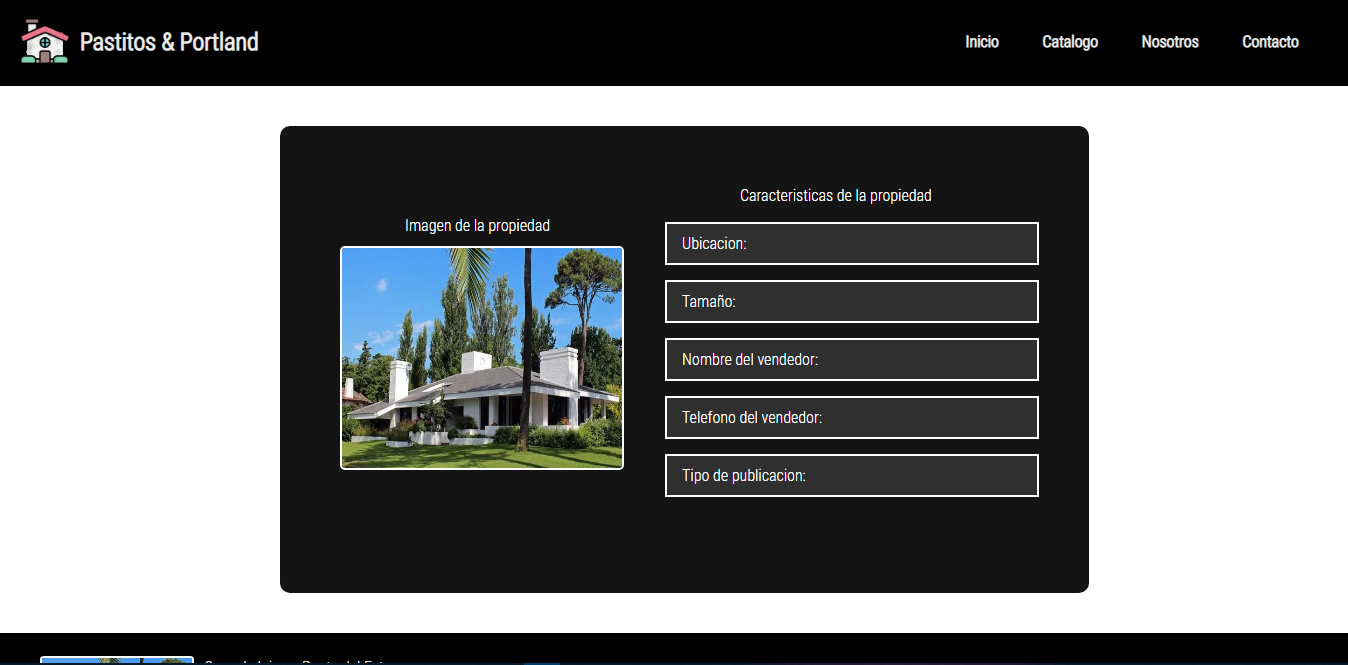 Pastitos & Portland
Inicio
Catalogo
Nosotros
Contacto
Imagen de la propiedad
Caracteristicas de la propiedad
Ubicacion:
Tamaño:
Nombre del vendedor:
Telefono del vendedor:
Tipo de publicacion: